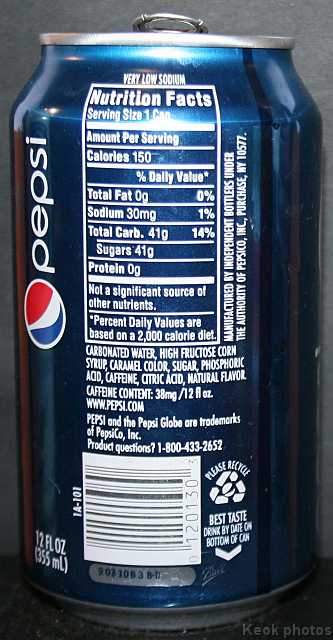 VERY LOW SODIUM
Nutrition Facts
Serving Size 1 Can
Amount Per Serving
Calories 150
% Daily Value*
Total Fat 0g 0%
Sodium 30mg 1%
Total Carb. 41g 14%
Sugars 41g
Protein 0g
Not a significant source of
other nutrients.
*Percent Daily Values are
based on a 2,000 calorie diet.
MANUFACTURED BY INDEPENDENT BOTTLERS UNDER
THE AUTHORITY OF PEPSICO, INC., PURCHASE, NY 10577.
pepsi
CARBONATED WATER, HIGH FRUCTOSE CORN
SYRUP, CARAMEL COLOR, SUGAR, PHOSPHORIC
ACID, CAFFEINE, CITRIC ACID, NATURAL FLAVOR.
CAFFEINE CONTENT: 38mg/12 fl oz.
WWW.PEPSI.COM
PEPSI and the Pepsi Globe are trademarks
of PepsiCo, Inc.
Product questions? 1-800-433-2652
1A-101
PLEASE RECYCLE
BEST TASTE
DRINK BY DATE ON
BOTTOM OF CAN
12 FL OZ
(355 mL)
Keok photos